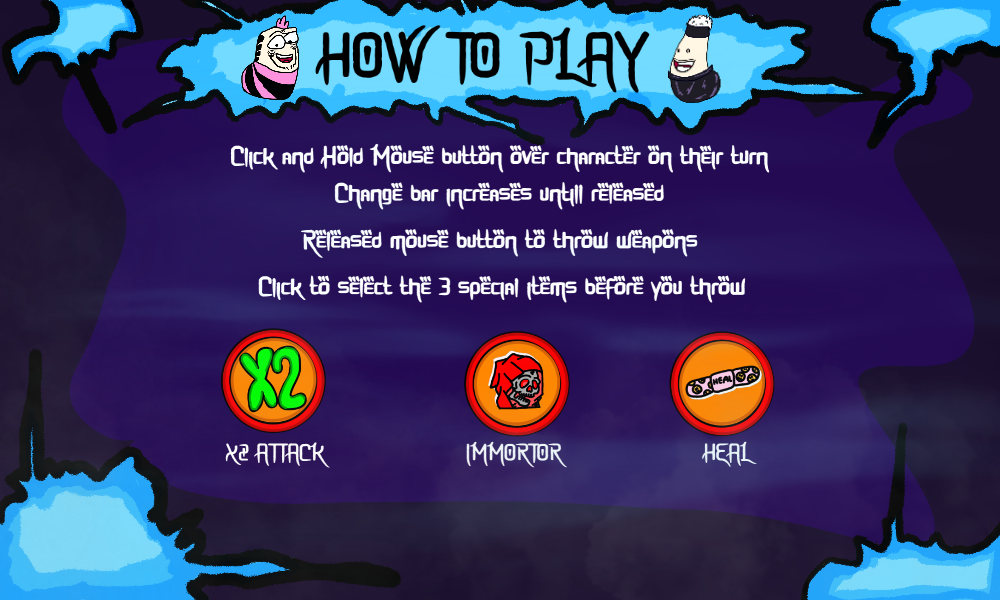 HOW TO PLAY
Click and Hold Mouse button over character on their turn
Change bar increases untill released
Released mouse button to throw weapons
Click to select the 3 special items before you throw
X2
HEAL
X2 ATTACK
IMMORTOR
HEAL